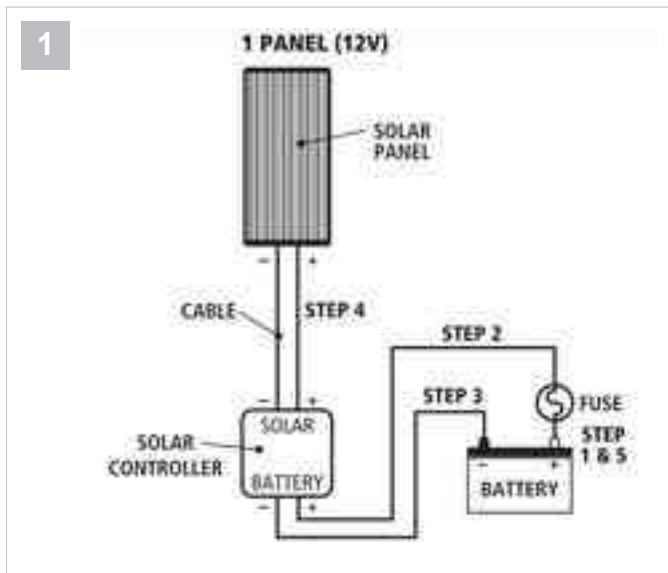 1
1 PANEL (12V)
SOLAR
PANEL
− +
CABLE
STEP 4
STEP 2
− +
STEP 3
SOLAR
FUSE
SOLAR
CONTROLLER
STEP
1 & 5
BATTERY
− +
− +
BATTERY